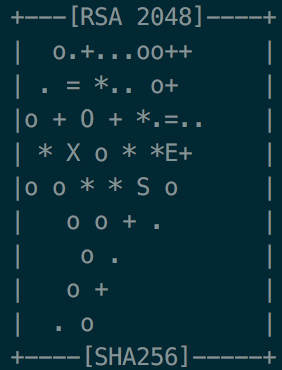 +---[RSA 2048]----+
|  o.+...oo++     |
| . = *.. o+      |
|o + O + *.=..    |
| * X o * *E+     |
|o o * * S o      |
|   o o + .       |
|    o .          |
|   o +           |
|  . o            |
+----[SHA256]-----+